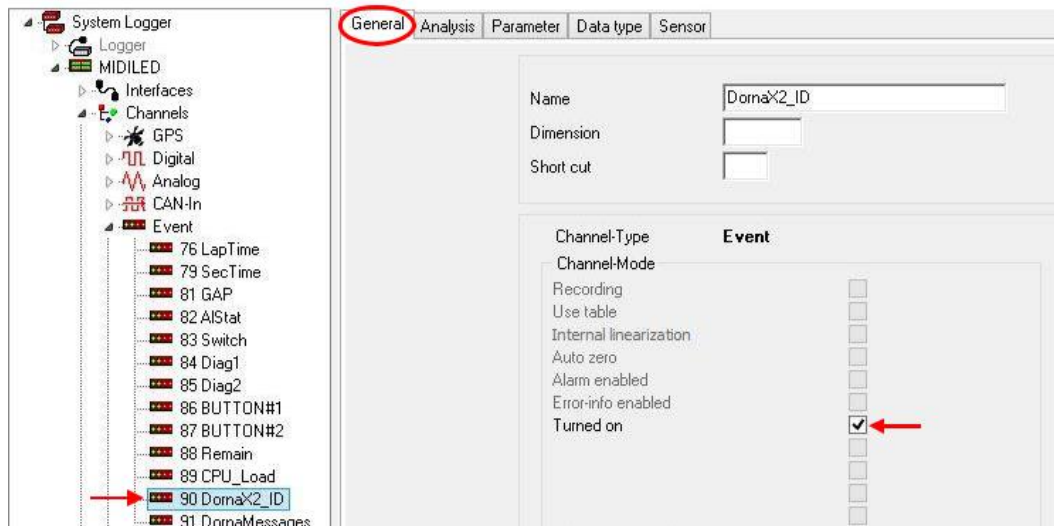 System Logger
Logger
MIDILED
Interfaces
Channels
GPS
Digital
Analog
CAN-In
Event
76 LapTime
79 SecTime
81 GAP
82 AlStat
83 Switch
84 Diag1
85 Diag2
86 BUTTON#1
87 BUTTON#2
88 Remain
89 CPU_Load
90 DornaX2_ID
91 DornaMessages
General Analysis Parameter Data type Sensor
Name DornaX2_ID
Dimension
Short cut
Channel-Type Event
Channel-Mode
Recording
Use table
Internal linearization
Auto zero
Alarm enabled
Error-info enabled
Turned on